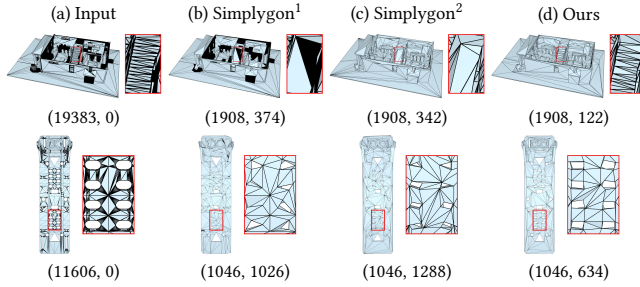 (a) Input (b) Simplygon¹ (c) Simplygon² (d) Ours
(19383, 0) (1908, 374) (1908, 342) (1908, 122)
(11606, 0) (1046, 1026) (1046, 1288) (1046, 634)